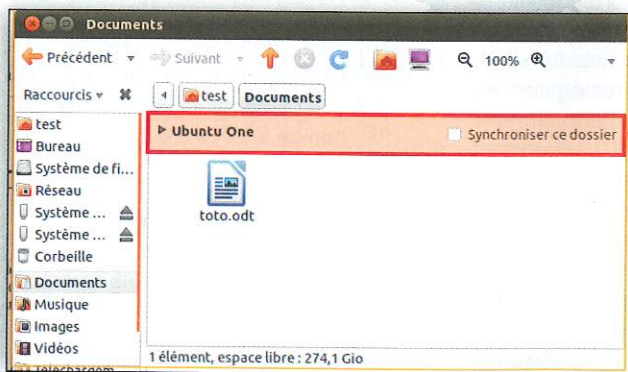 Documents
Précédent Suivant 100%
Raccourcis
test Documents
test
Bureau
Système de fi...
Réseau
Système ...
Système ...
Corbeille
Documents
Musique
Images
Vidéos
Ubuntu One Synchroniser ce dossier
toto.odt
1 élément, espace libre : 274,1 Gio